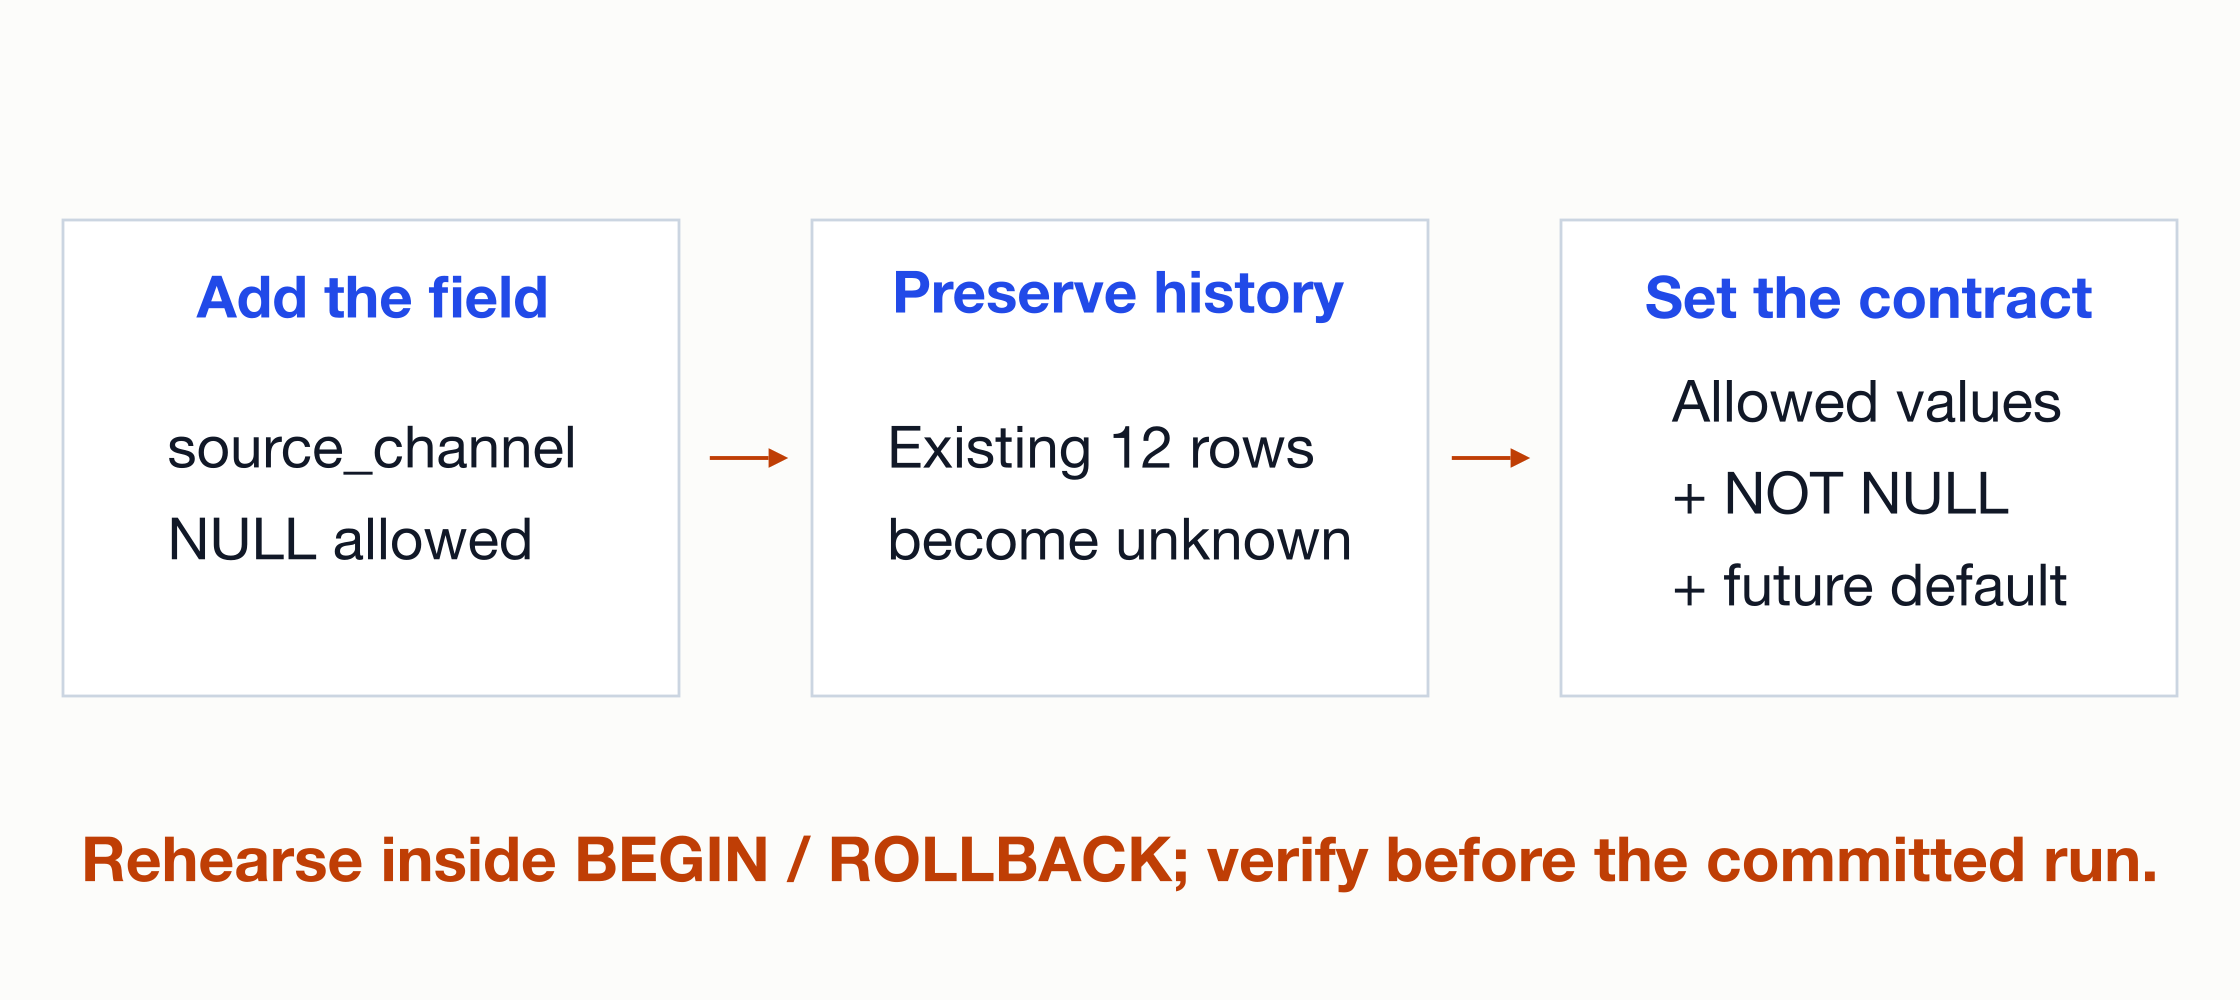 Add the field
source_channel
NULL allowed
Preserve history
Existing 12 rows
become unknown
Set the contract
Allowed values
+ NOT NULL
+ future default
Rehearse inside BEGIN / ROLLBACK; verify before the committed run.